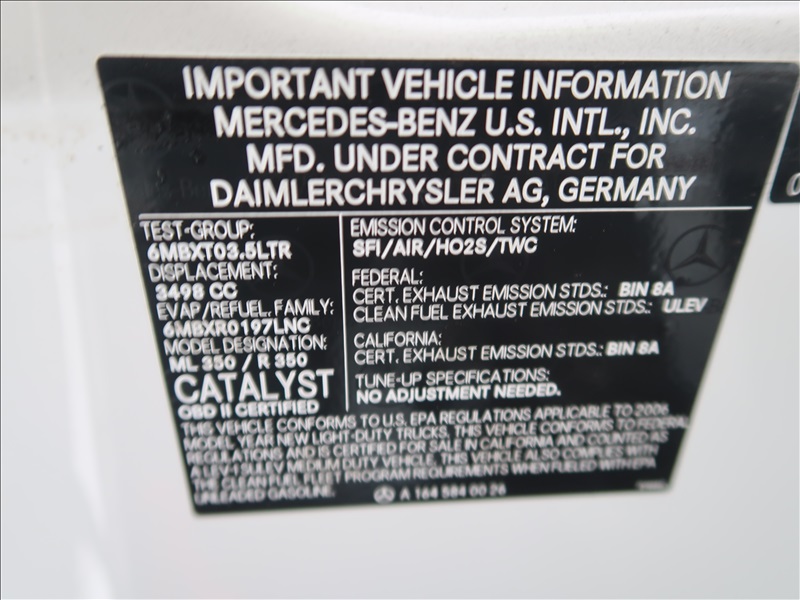 IMPORTANT VEHICLE INFORMATION
MERCEDES-BENZ U.S. INTL., INC.
MFD. UNDER CONTRACT FOR
DAIMLERCHRYSLER AG, GERMANY
TEST-GROUP:
6MBXT03.5LTR
DISPLACEMENT:
3498 CC
EVAP/REFUEL. FAMILY:
6MBXR0197LNC
MODEL DESIGNATION:
ML 350 / R 350
CATALYST
OBD II CERTIFIED
EMISSION CONTROL SYSTEM:
SFI/AIR/HO2S/TWC
FEDERAL:
CERT. EXHAUST EMISSION STDS.: BIN 8A
CLEAN FUEL EXHAUST EMISSION STDS.: ULEV
CALIFORNIA:
CERT. EXHAUST EMISSION STDS.: BIN 8A
TUNE-UP SPECIFICATIONS:
NO ADJUSTMENT NEEDED.
THIS VEHICLE CONFORMS TO U.S. EPA REGULATIONS APPLICABLE TO 2006
MODEL YEAR NEW LIGHT-DUTY TRUCKS. THIS VEHICLE CONFORMS TO FEDERAL
REGULATIONS AND IS CERTIFIED FOR SALE IN CALIFORNIA AND COUNTED AS
A LEV I SULEV MEDIUM DUTY VEHICLE. THIS VEHICLE ALSO COMPLIES WITH
THE CLEAN FUEL FLEET PROGRAM REQUIREMENTS WHEN FUELED WITH EPA
UNLEADED GASOLINE.
A 164 584 00 26